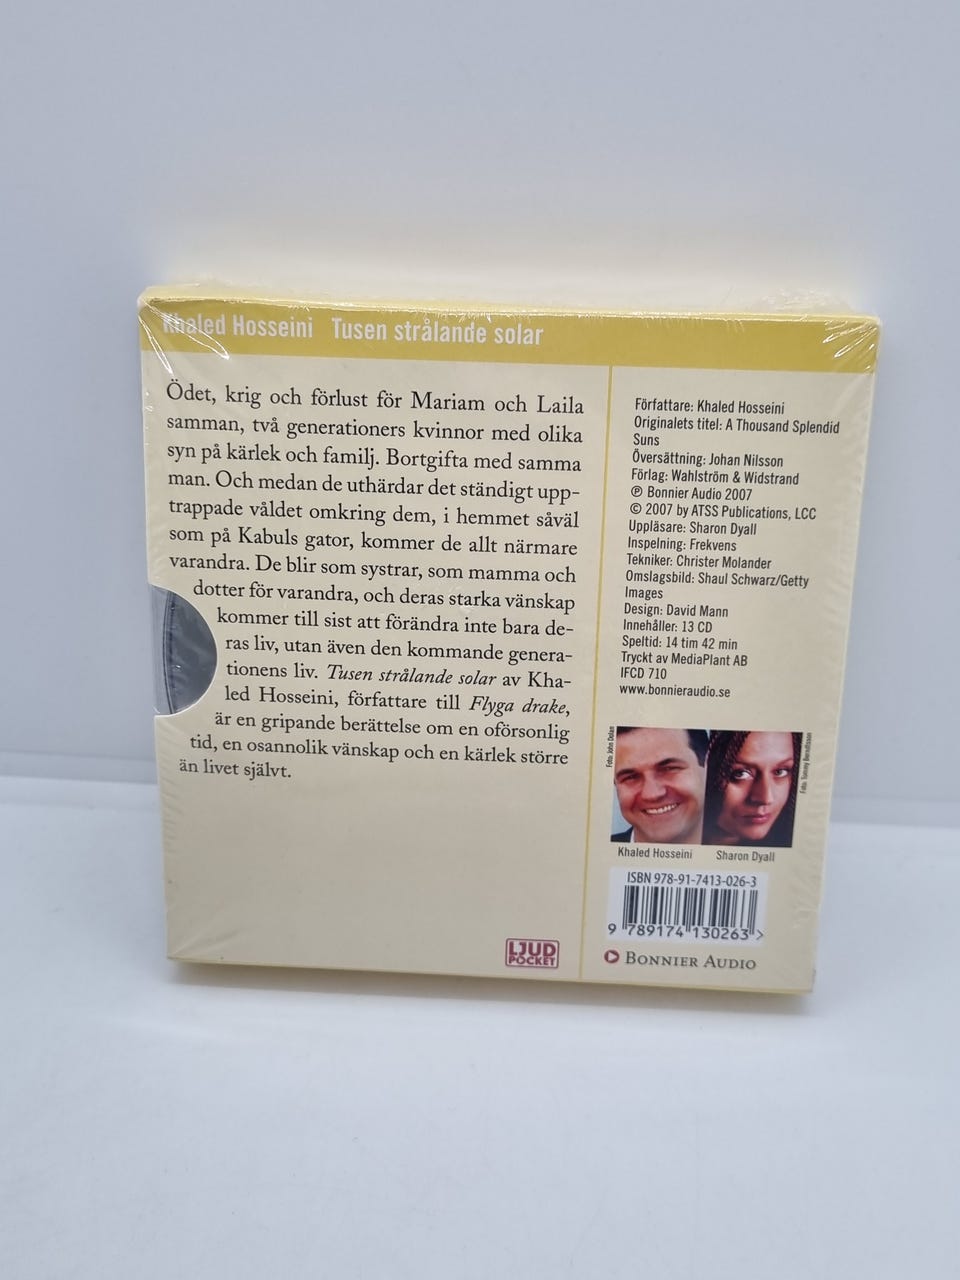 Khaled Hosseini Tusen strålande solar
Ödet, krig och förlust för Mariam och Laila
samman, två generationers kvinnor med olika
syn på kärlek och familj. Bortgifta med samma
man. Och medan de uthärdar det ständigt upp-
trappade våldet omkring dem, i hemmet såväl
som på Kabuls gator, kommer de allt närmare
varandra. De blir som systrar, som mamma och
dotter för varandra, och deras starka vänskap
kommer till sist att förändra inte bara de-
ras liv, utan även den kommande genera-
tionens liv. Tusen strålande solar av Kha-
led Hosseini, författare till Flyga drake,
är en gripande berättelse om en oförsonlig
tid, en osannolik vänskap och en kärlek större
än livet självt.
LJUD
POCKET
Författare: Khaled Hosseini
Originalets titel: A Thousand Splendid
Suns
Översättning: Johan Nilsson
Förlag: Wahlström & Widstrand
℗ Bonnier Audio 2007
© 2007 by ATSS Publications, LCC
Uppläsare: Sharon Dyall
Inspelning: Frekvens
Tekniker: Christer Molander
Omslagsbild: Shaul Schwarz/Getty
Images
Design: David Mann
Innehåller: 13 CD
Speltid: 14 tim 42 min
Tryckt av MediaPlant AB
IFCD 710
www.bonnieraudio.se
Foto: John Dolan
Foto: Tommy Berndtsson
Khaled Hosseini Sharon Dyall
ISBN 978-91-7413-026-3
9 789174 130263 >
BONNIER AUDIO